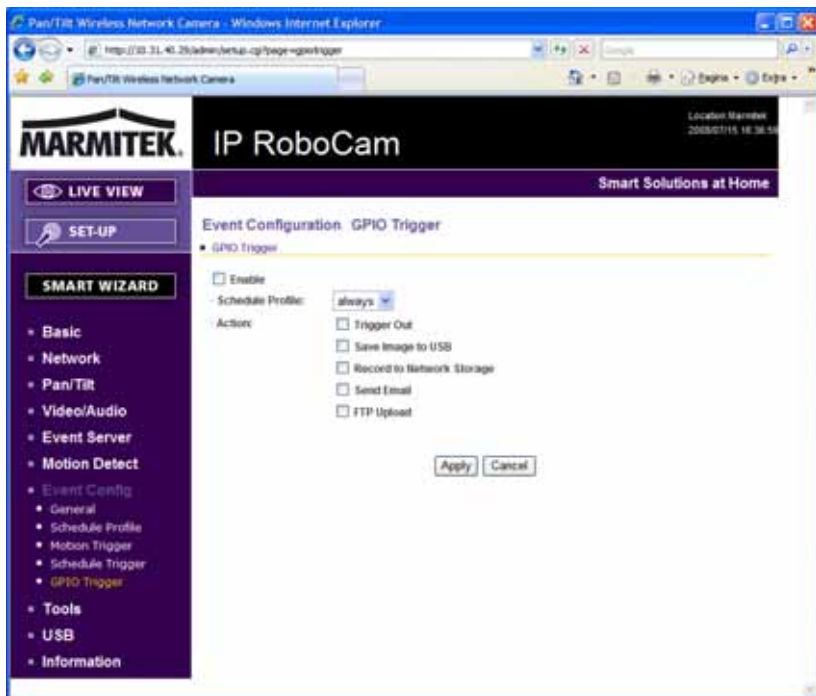 Pan/Tilt Wireless Network Camera - Windows Internet Explorer
Pan/Tilt Wireless Network Camera
Pagina
Extra
MARMITEK.
IP RoboCam
Location Marmitek
Smart Solutions at Home
LIVE VIEW
SET-UP
SMART WIZARD
Basic
Network
Pan/Tilt
Video/Audio
Event Server
Motion Detect
Event Config
General
Schedule Profile
Motion Trigger
Schedule Trigger
GPIO Trigger
Tools
USB
Information
Event Configuration GPIO Trigger
GPIO Trigger
Enable
Schedule Profile: always
Action: Trigger Out
Save Image to USB
Record to Network Storage
Send Email
FTP Upload
Apply Cancel